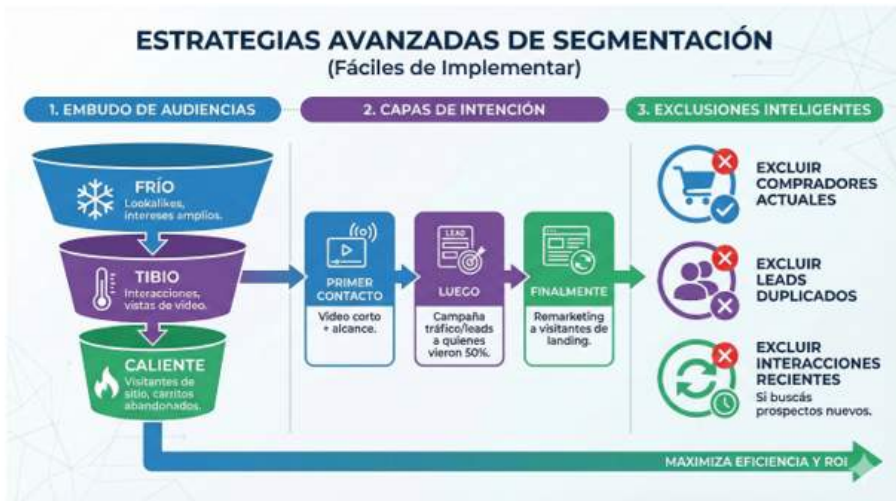 ESTRATEGIAS AVANZADAS DE SEGMENTACIÓN
(Fáciles de Implementar)
1. EMBUDO DE AUDIENCIAS
FRÍO
Lookalikes,
intereses amplios.
TIBIO
Interacciones,
vistas de video.
CALIENTE
Visitantes de
sitio, carritos
abandonados.
2. CAPAS DE INTENCIÓN
PRIMER
CONTACTO
Video corto
+ alcance.
LEAD
LUEGO
Campaña
tráfico/leads
a quienes
vieron 50%.
FINALMENTE
Remarketing
a visitantes de
landing.
3. EXCLUSIONES INTELIGENTES
EXCLUIR
COMPRADORES
ACTUALES
EXCLUIR
LEADS
DUPLICADOS
EXCLUIR
INTERACCIONES
RECIENTES
Si buscás
prospectos nuevos.
MAXIMIZA EFICIENCIA Y ROI